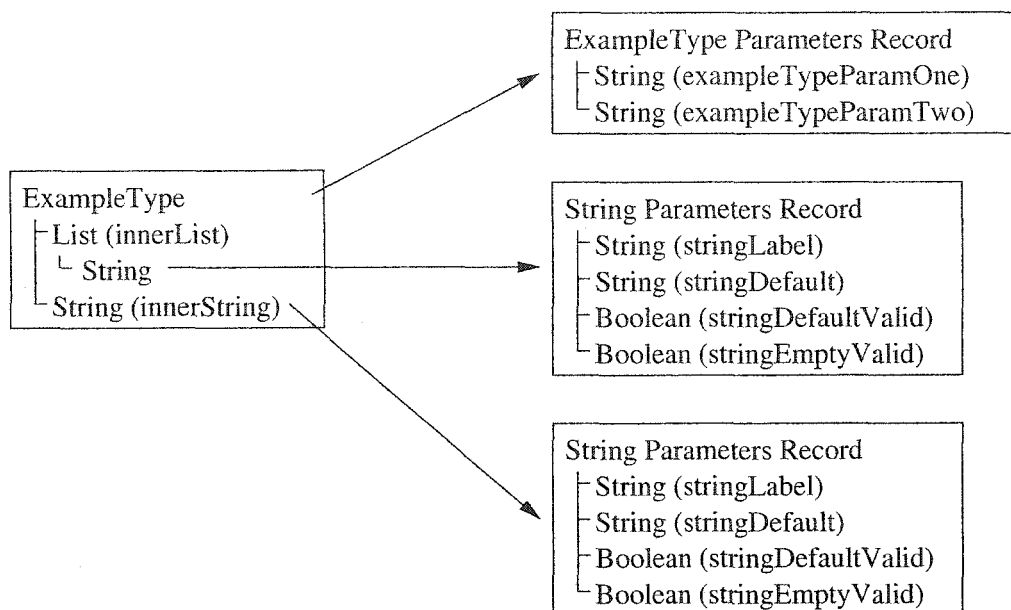 ExampleType Parameters Record
String (exampleTypeParamOne)
String (exampleTypeParamTwo)
ExampleType
List (innerList)
String
String (innerString)
String Parameters Record
String (stringLabel)
String (stringDefault)
Boolean (stringDefaultValid)
Boolean (stringEmptyValid)
String Parameters Record
String (stringLabel)
String (stringDefault)
Boolean (stringDefaultValid)
Boolean (stringEmptyValid)